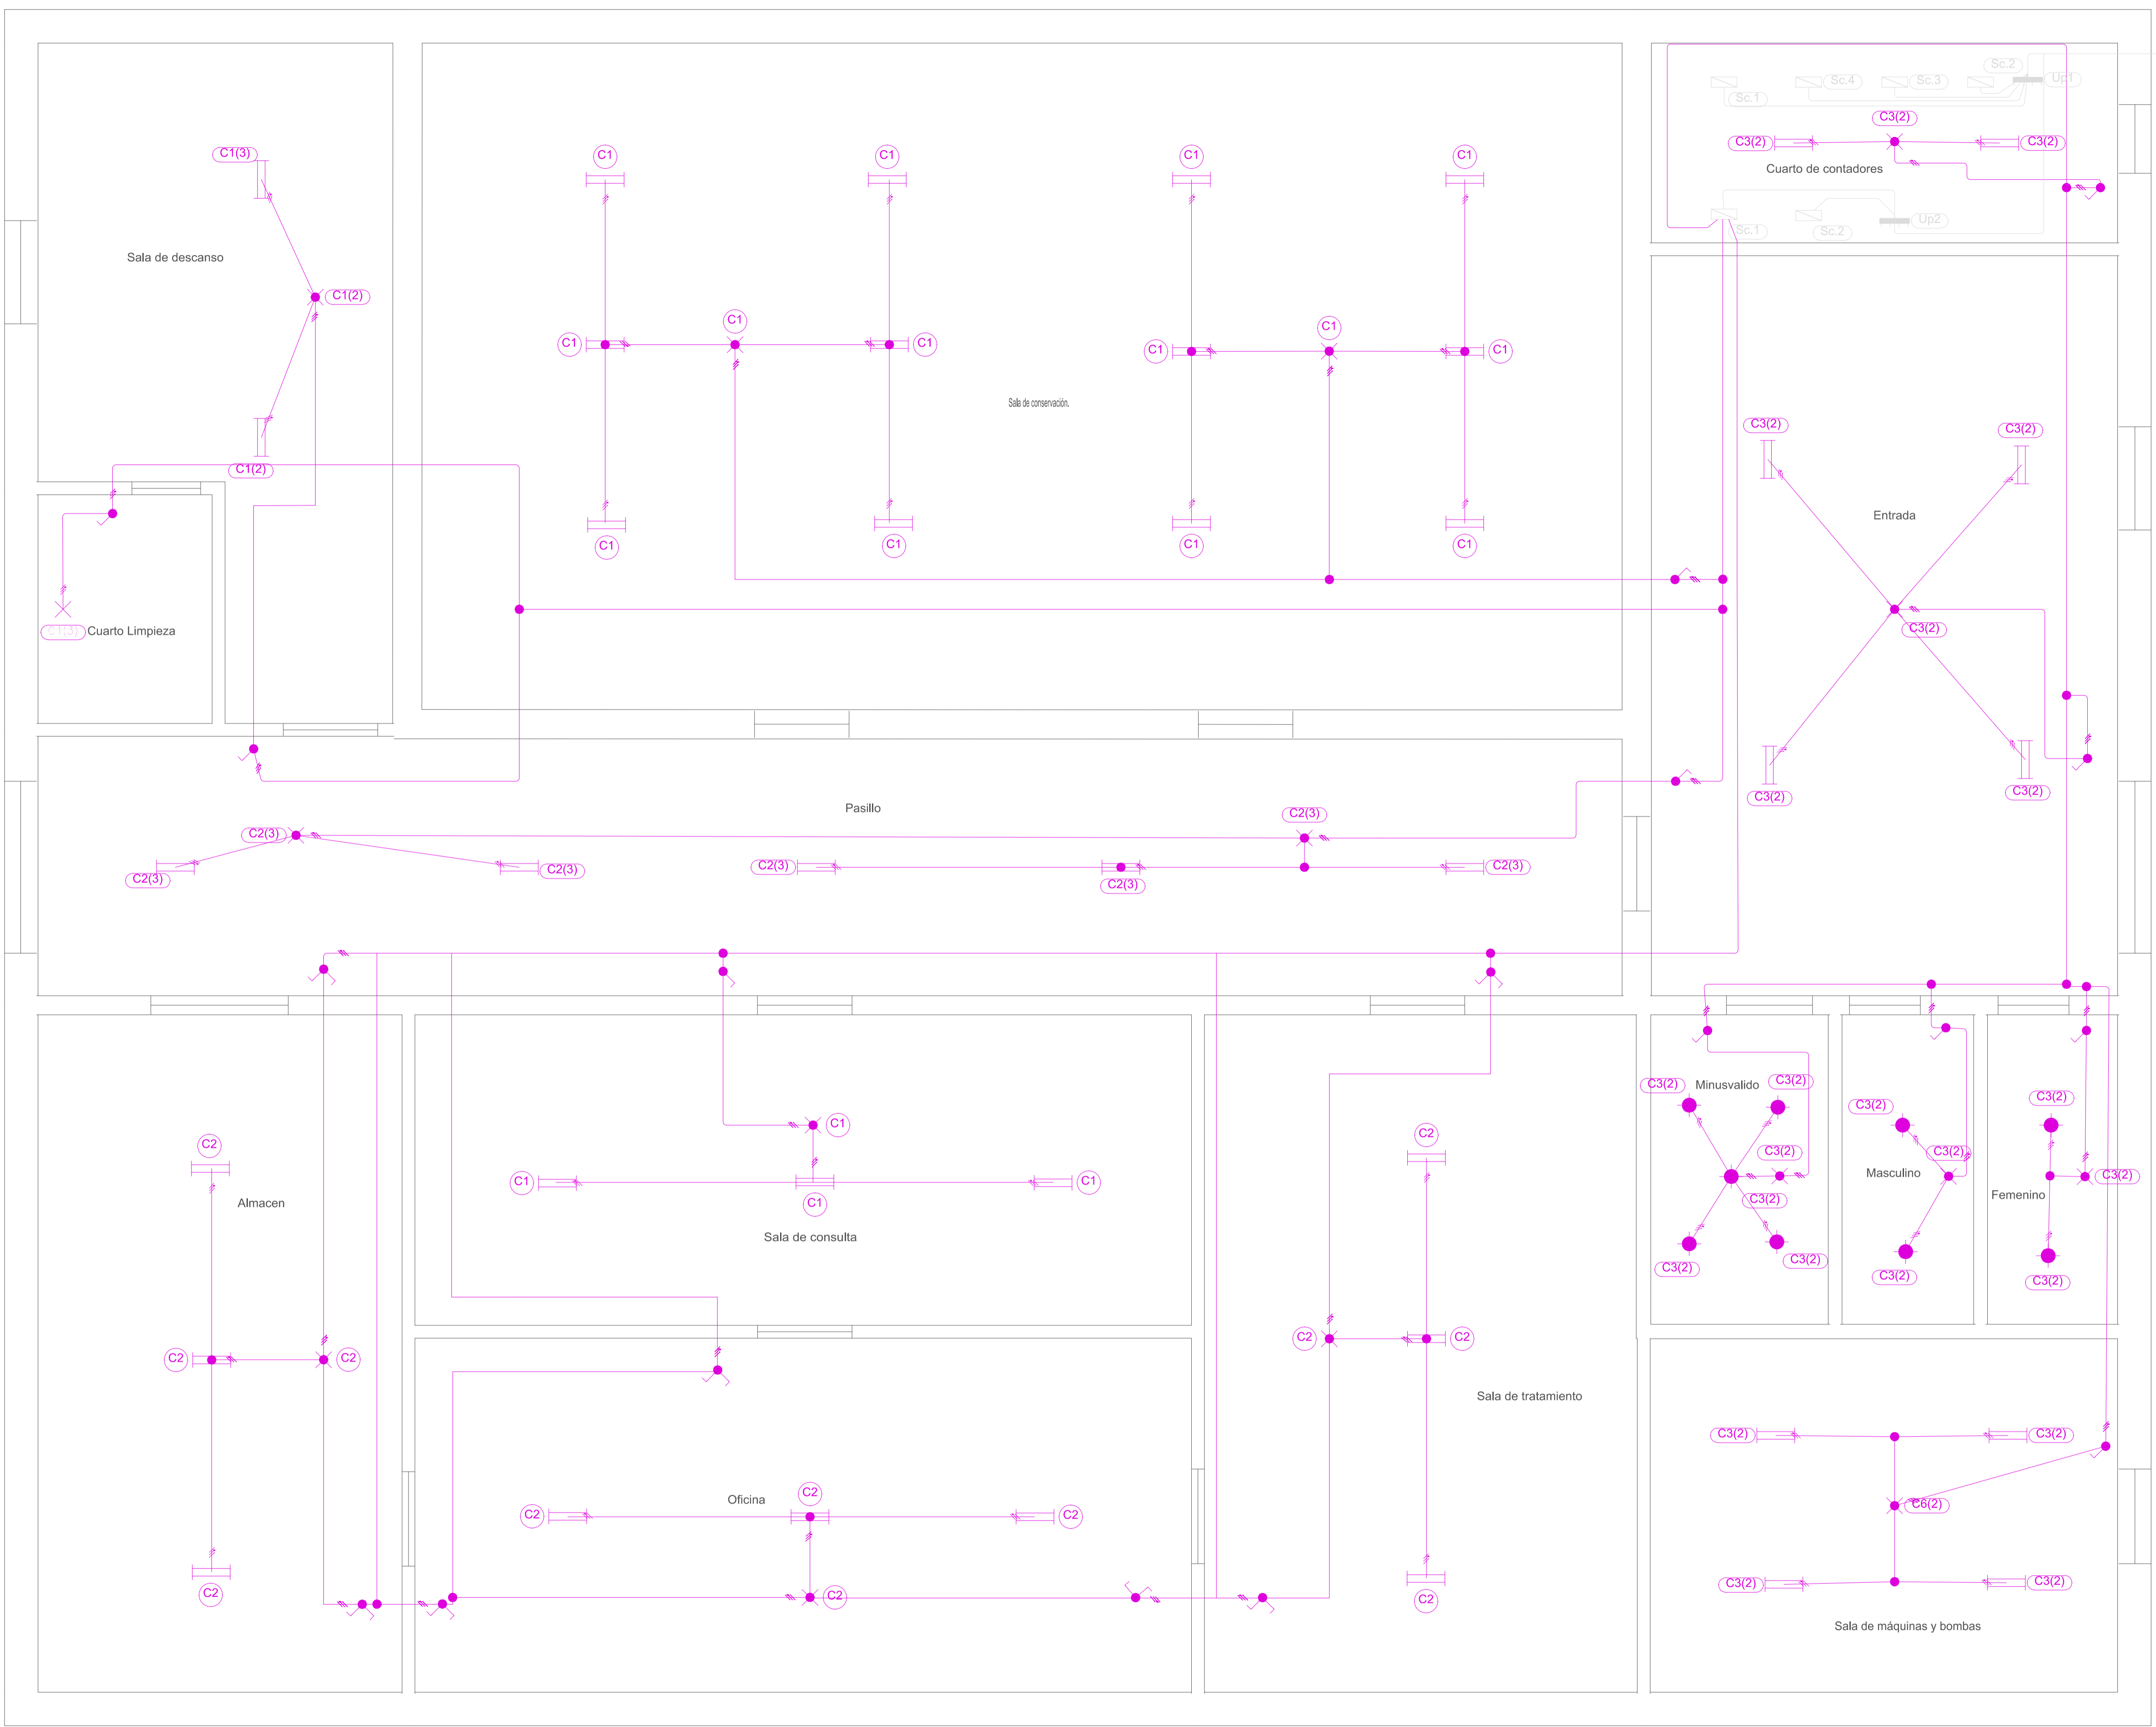 Sc.2
Sc.4
Sc.3
Up1
Sc.1
C3(2)
C3(2)
C3(2)
Cuarto de contadores
Up2
Sc.1
Sc.2
C1(3)
C1
C1
C1
C1
Sala de descanso
C1(2)
C1
C1
C1
C1
C1
C1
Sala de conservación.
C3(2)
C3(2)
C1(2)
Entrada
C1
C1
C1
C1
C1(3)
Cuarto Limpieza
C3(2)
C3(2)
C3(2)
Pasillo
C2(3)
C2(3)
C2(3)
C2(3)
C2(3)
C2(3)
C2(3)
C3(2)
Minusvalido
C3(2)
C3(2)
C3(2)
C2
C1
C2
C3(2)
C3(2)
C3(2)
Masculino
C1
C1
C1
C3(2)
Femenino
Almacen
Sala de consulta
C3(2)
C3(2)
C3(2)
C3(2)
C2
C2
C2
C2
Sala de tratamiento
C3(2)
C3(2)
Oficina
C2
C2
C2
C6(2)
C2
C2
C2
C3(2)
C3(2)
Sala de máquinas y bombas